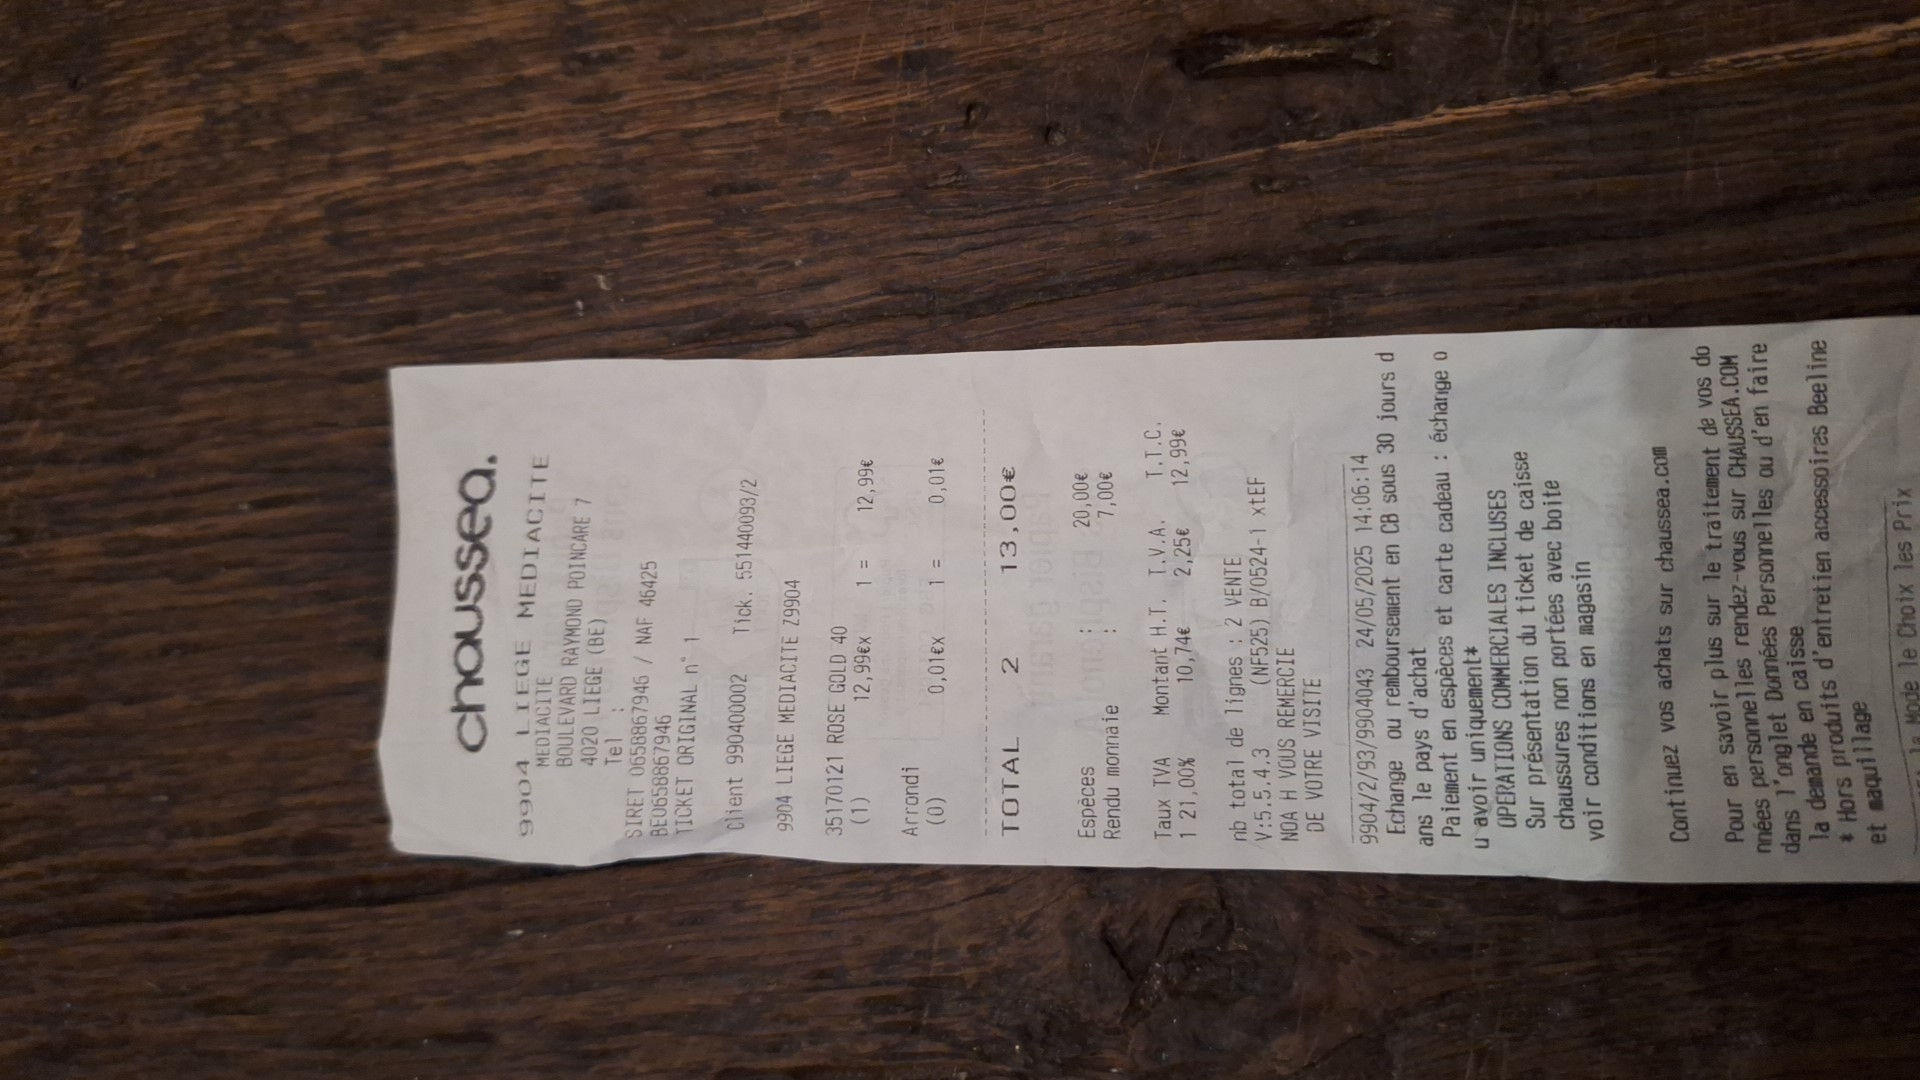 chaussea.
9904 LIEGE MEDIACITE
MEDIACITE
BOULEVARD RAYMOND POINCARE 7
4020 LIEGE (BE)
Tel :
SIRET 0658867946 / NAF 46425
BE0658867946
TICKET ORIGINAL n° 1
Client 9904000002 Tick. 551440093/2
9904 LIEGE MEDIACITE Z9904
35170121 ROSE GOLD 40
(1) 12,99€x 1 = 12,99€
Arrondi
(0) 0,01€x 1 = 0,01€
TOTAL 2 13,00€
Espèces : 20,00€
Rendu monnaie : 7,00€
Taux TVA Montant H.T. T.V.A. T.T.C.
1 21,00% 10,74€ 2,25€ 12,99€
nb total de lignes : 2 VENTE
V:5.5.4.3 (NF525) B/0524-1 xtEF
NOA H VOUS REMERCIE
DE VOTRE VISITE
9904/2/93/9904043 24/05/2025 14:06:14
Echange ou remboursement en CB sous 30 jours d
ans le pays d'achat
Paiement en espèces et carte cadeau : échange o
u avoir uniquement*
OPERATIONS COMMERCIALES INCLUSES
Sur présentation du ticket de caisse
chaussures non portées avec boite
voir conditions en magasin
Continuez vos achats sur chaussea.com
Pour en savoir plus sur le traitement de vos do
nnées personnelles rendez-vous sur CHAUSSEA.COM
dans l'onglet Données Personnelles ou d'en faire
la demande en caisse
* Hors produits d'entretien accessoires Beeline
et maquillage
la Mode le Choix les Prix